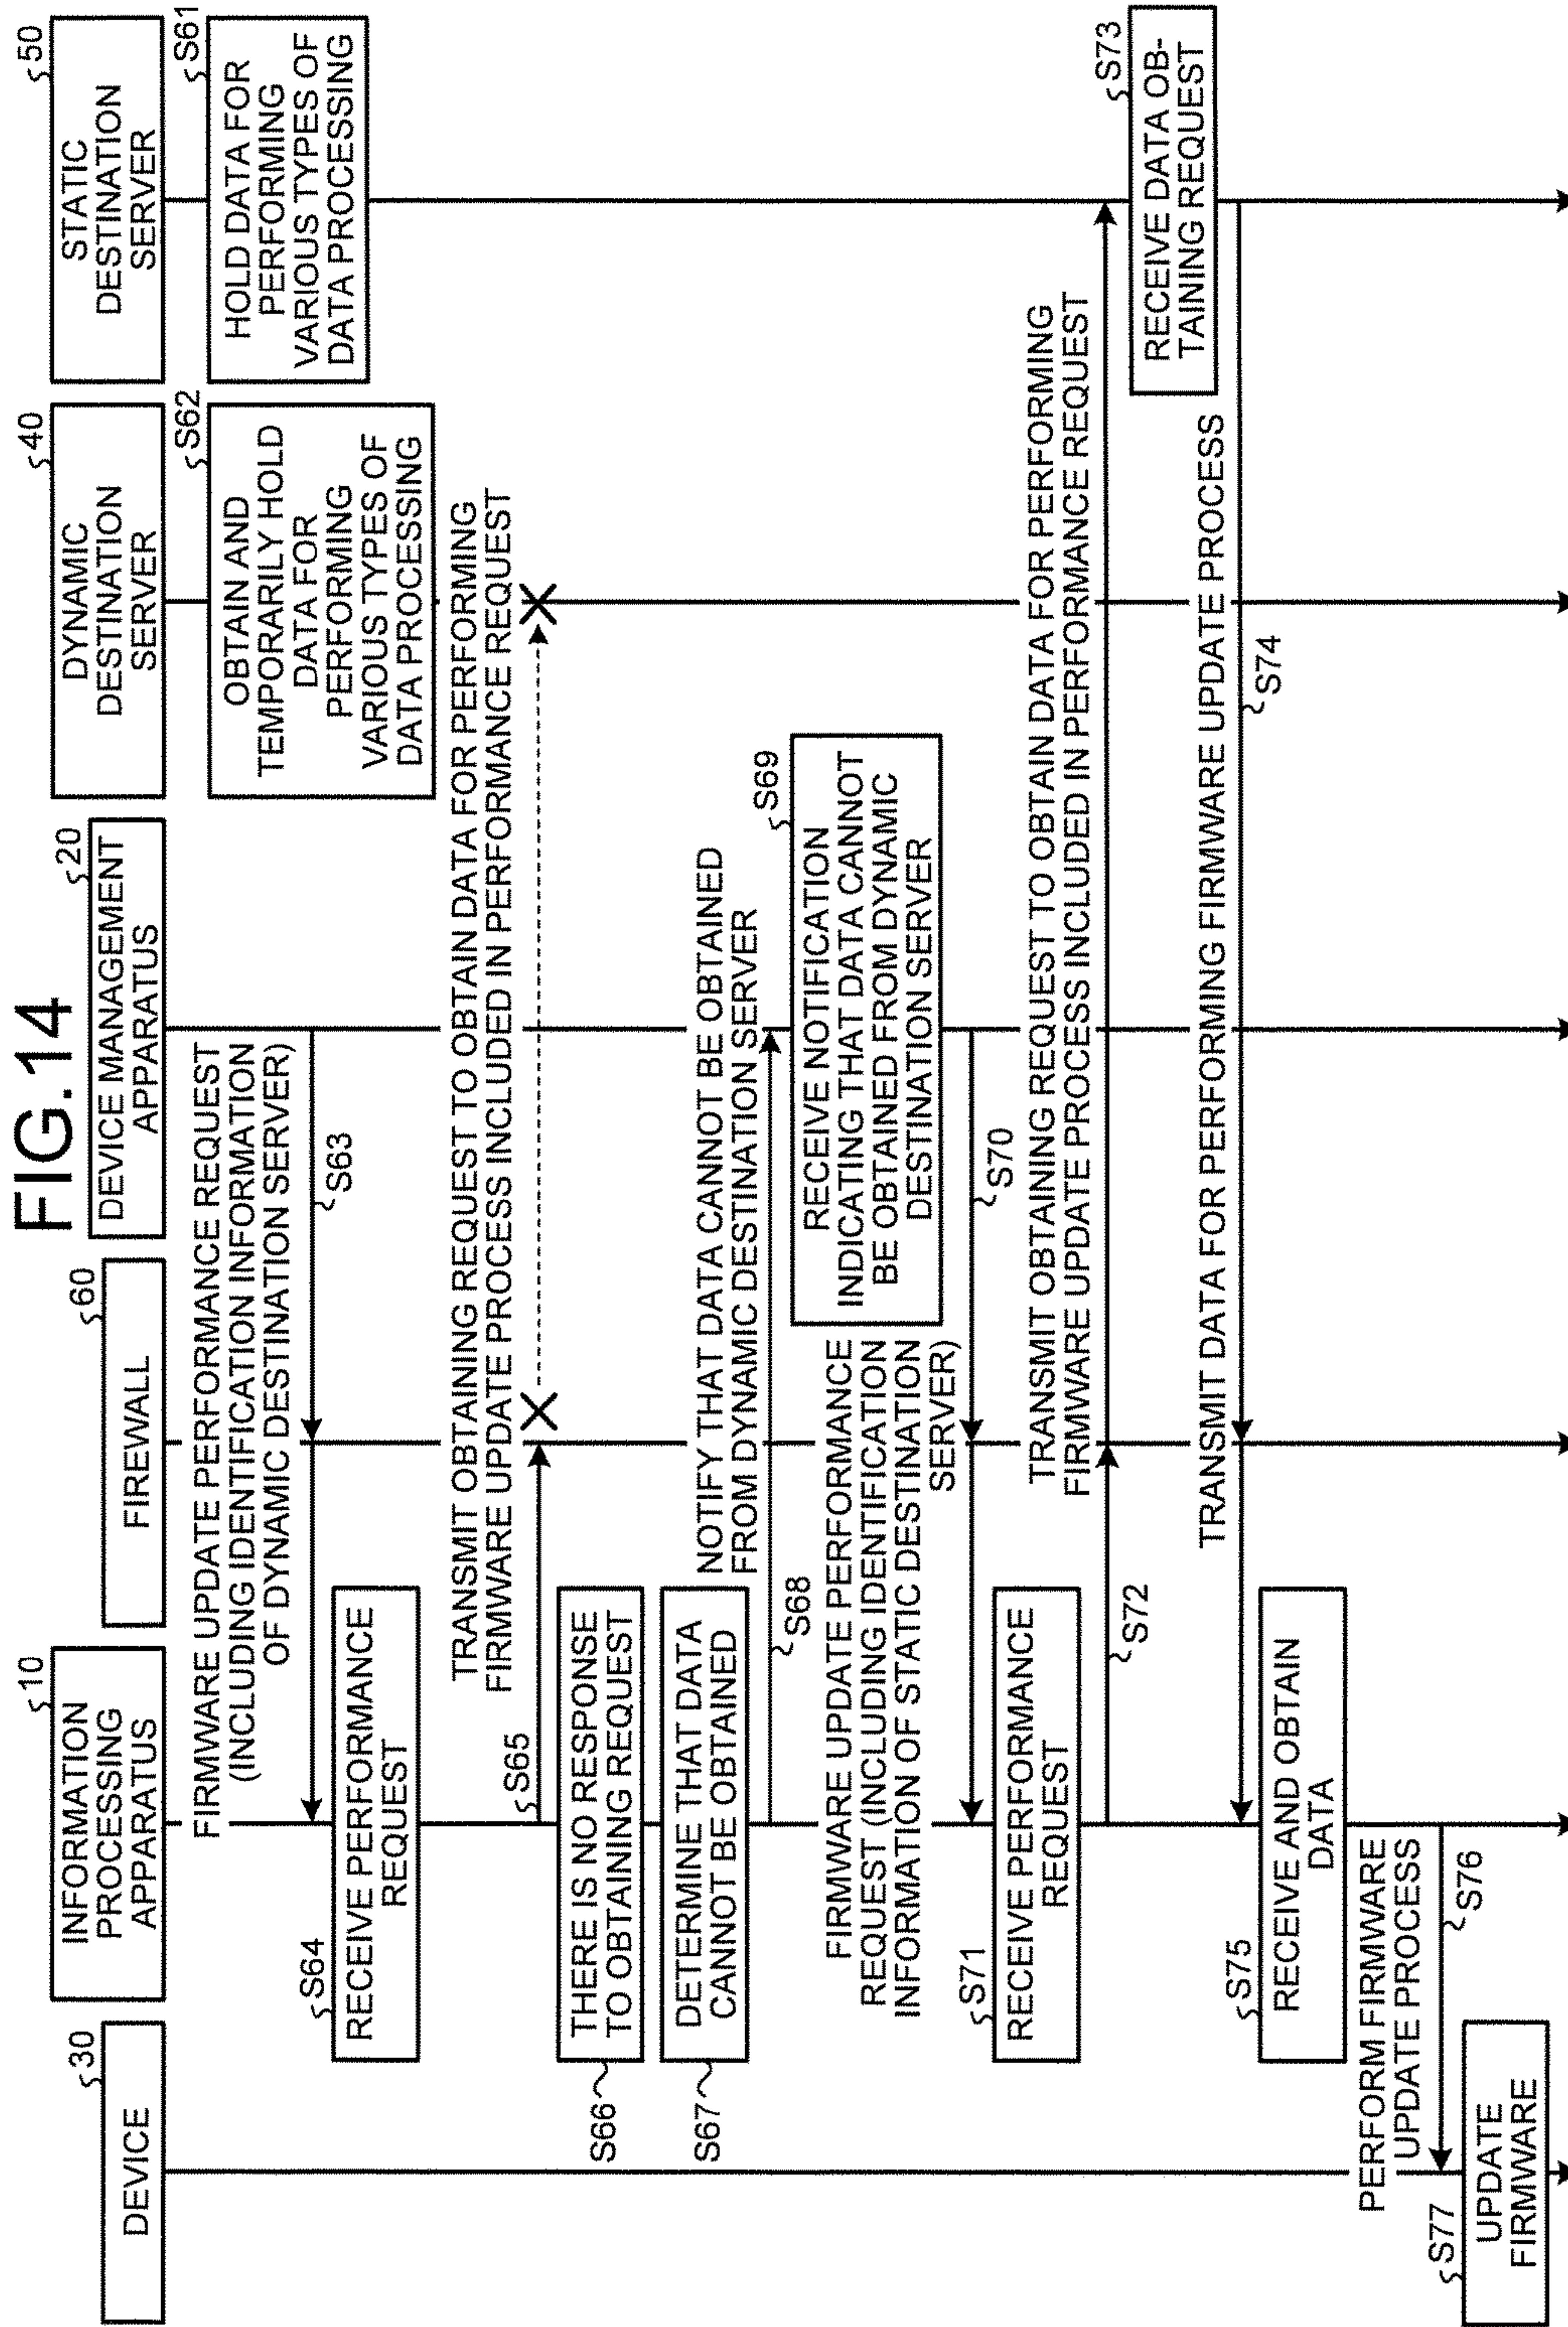 FIG.14
DEVICE
30
INFORMATION
PROCESSING
APPARATUS
10
FIREWALL
60
DEVICE MANAGEMENT
APPARATUS
20
DYNAMIC
DESTINATION
SERVER
40
STATIC
DESTINATION
SERVER
50
HOLD DATA FOR
PERFORMING
VARIOUS TYPES OF
DATA PROCESSING
S61
OBTAIN AND
TEMPORARILY HOLD
DATA FOR
PERFORMING
VARIOUS TYPES OF
DATA PROCESSING
S62
FIRMWARE UPDATE PERFORMANCE REQUEST
(INCLUDING IDENTIFICATION INFORMATION
OF DYNAMIC DESTINATION SERVER)
S63
S64
RECEIVE PERFORMANCE
REQUEST
TRANSMIT OBTAINING REQUEST TO OBTAIN DATA FOR PERFORMING
FIRMWARE UPDATE PROCESS INCLUDED IN PERFORMANCE REQUEST
S65
S66
THERE IS NO RESPONSE
TO OBTAINING REQUEST
S67
DETERMINE THAT DATA
CANNOT BE OBTAINED
NOTIFY THAT DATA CANNOT BE OBTAINED
FROM DYNAMIC DESTINATION SERVER
S68
S69
RECEIVE NOTIFICATION
INDICATING THAT DATA CANNOT
BE OBTAINED FROM DYNAMIC
DESTINATION SERVER
FIRMWARE UPDATE PERFORMANCE
REQUEST (INCLUDING IDENTIFICATION
INFORMATION OF STATIC DESTINATION
SERVER)
S70
S71
RECEIVE PERFORMANCE
REQUEST
TRANSMIT OBTAINING REQUEST TO OBTAIN DATA FOR PERFORMING
FIRMWARE UPDATE PROCESS INCLUDED IN PERFORMANCE REQUEST
S72
S73
RECEIVE DATA OB-
TAINING REQUEST
TRANSMIT DATA FOR PERFORMING FIRMWARE UPDATE PROCESS
S74
S75
RECEIVE AND OBTAIN
DATA
PERFORM FIRMWARE
UPDATE PROCESS
S76
S77
UPDATE
FIRMWARE